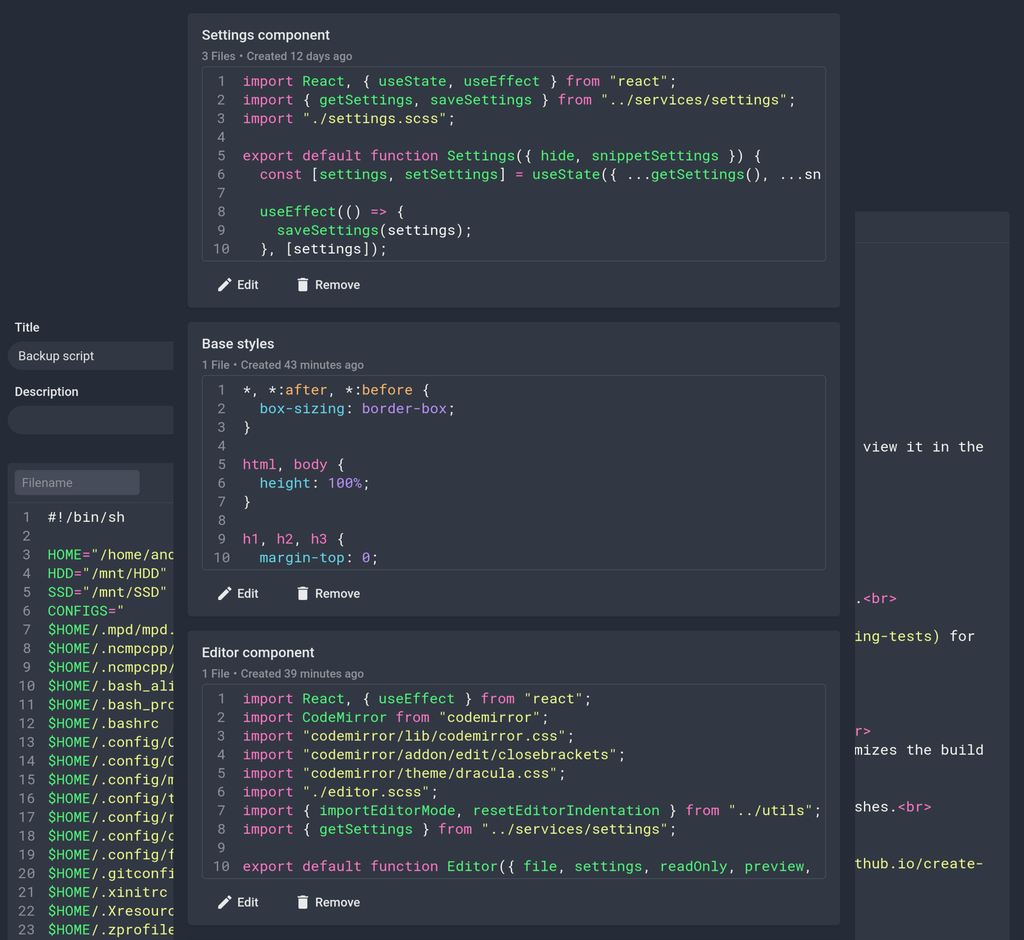 Settings component
3 Files • Created 12 days ago
1 import React, { useState, useEffect } from "react";
2 import { getSettings, saveSettings } from "../services/settings";
3 import "./settings.scss";
4
5 export default function Settings({ hide, snippetSettings }) {
6 const [settings, setSettings] = useState({ ...getSettings(), ...sn
7
8 useEffect(() => {
9 saveSettings(settings);
10 }, [settings]);
Edit Remove
Base styles
1 File • Created 43 minutes ago
1 *, *:after, *:before {
2 box-sizing: border-box;
3 }
4
5 html, body {
6 height: 100%;
7 }
8
9 h1, h2, h3 {
10 margin-top: 0;
Edit Remove
Editor component
1 File • Created 39 minutes ago
1 import React, { useEffect } from "react";
2 import CodeMirror from "codemirror";
3 import "codemirror/lib/codemirror.css";
4 import "codemirror/addon/edit/closebrackets";
5 import "codemirror/theme/dracula.css";
6 import "./editor.scss";
7 import { importEditorMode, resetEditorIndentation } from "../utils";
8 import { getSettings } from "../services/settings";
9
10 export default function Editor({ file, settings, readOnly, preview,
Edit Remove
Title
Backup script
Description
Filename
1 #!/bin/sh
2
3 HOME="/home/and
4 HDD="/mnt/HDD"
5 SSD="/mnt/SSD"
6 CONFIGS="
7 $HOME/.mpd/mpd.
8 $HOME/.ncmpcpp/
9 $HOME/.ncmpcpp/
10 $HOME/.bash_ali
11 $HOME/.bash_pro
12 $HOME/.bashrc
13 $HOME/.config/C
14 $HOME/.config/C
15 $HOME/.config/m
16 $HOME/.config/t
17 $HOME/.config/r
18 $HOME/.config/c
19 $HOME/.config/f
20 $HOME/.gitconfi
21 $HOME/.xinitrc
22 $HOME/.Xresourc
23 $HOME/.zprofile
view it in the
.<br>
ing-tests) for
r>
mizes the build
shes.<br>
thub.io/create-